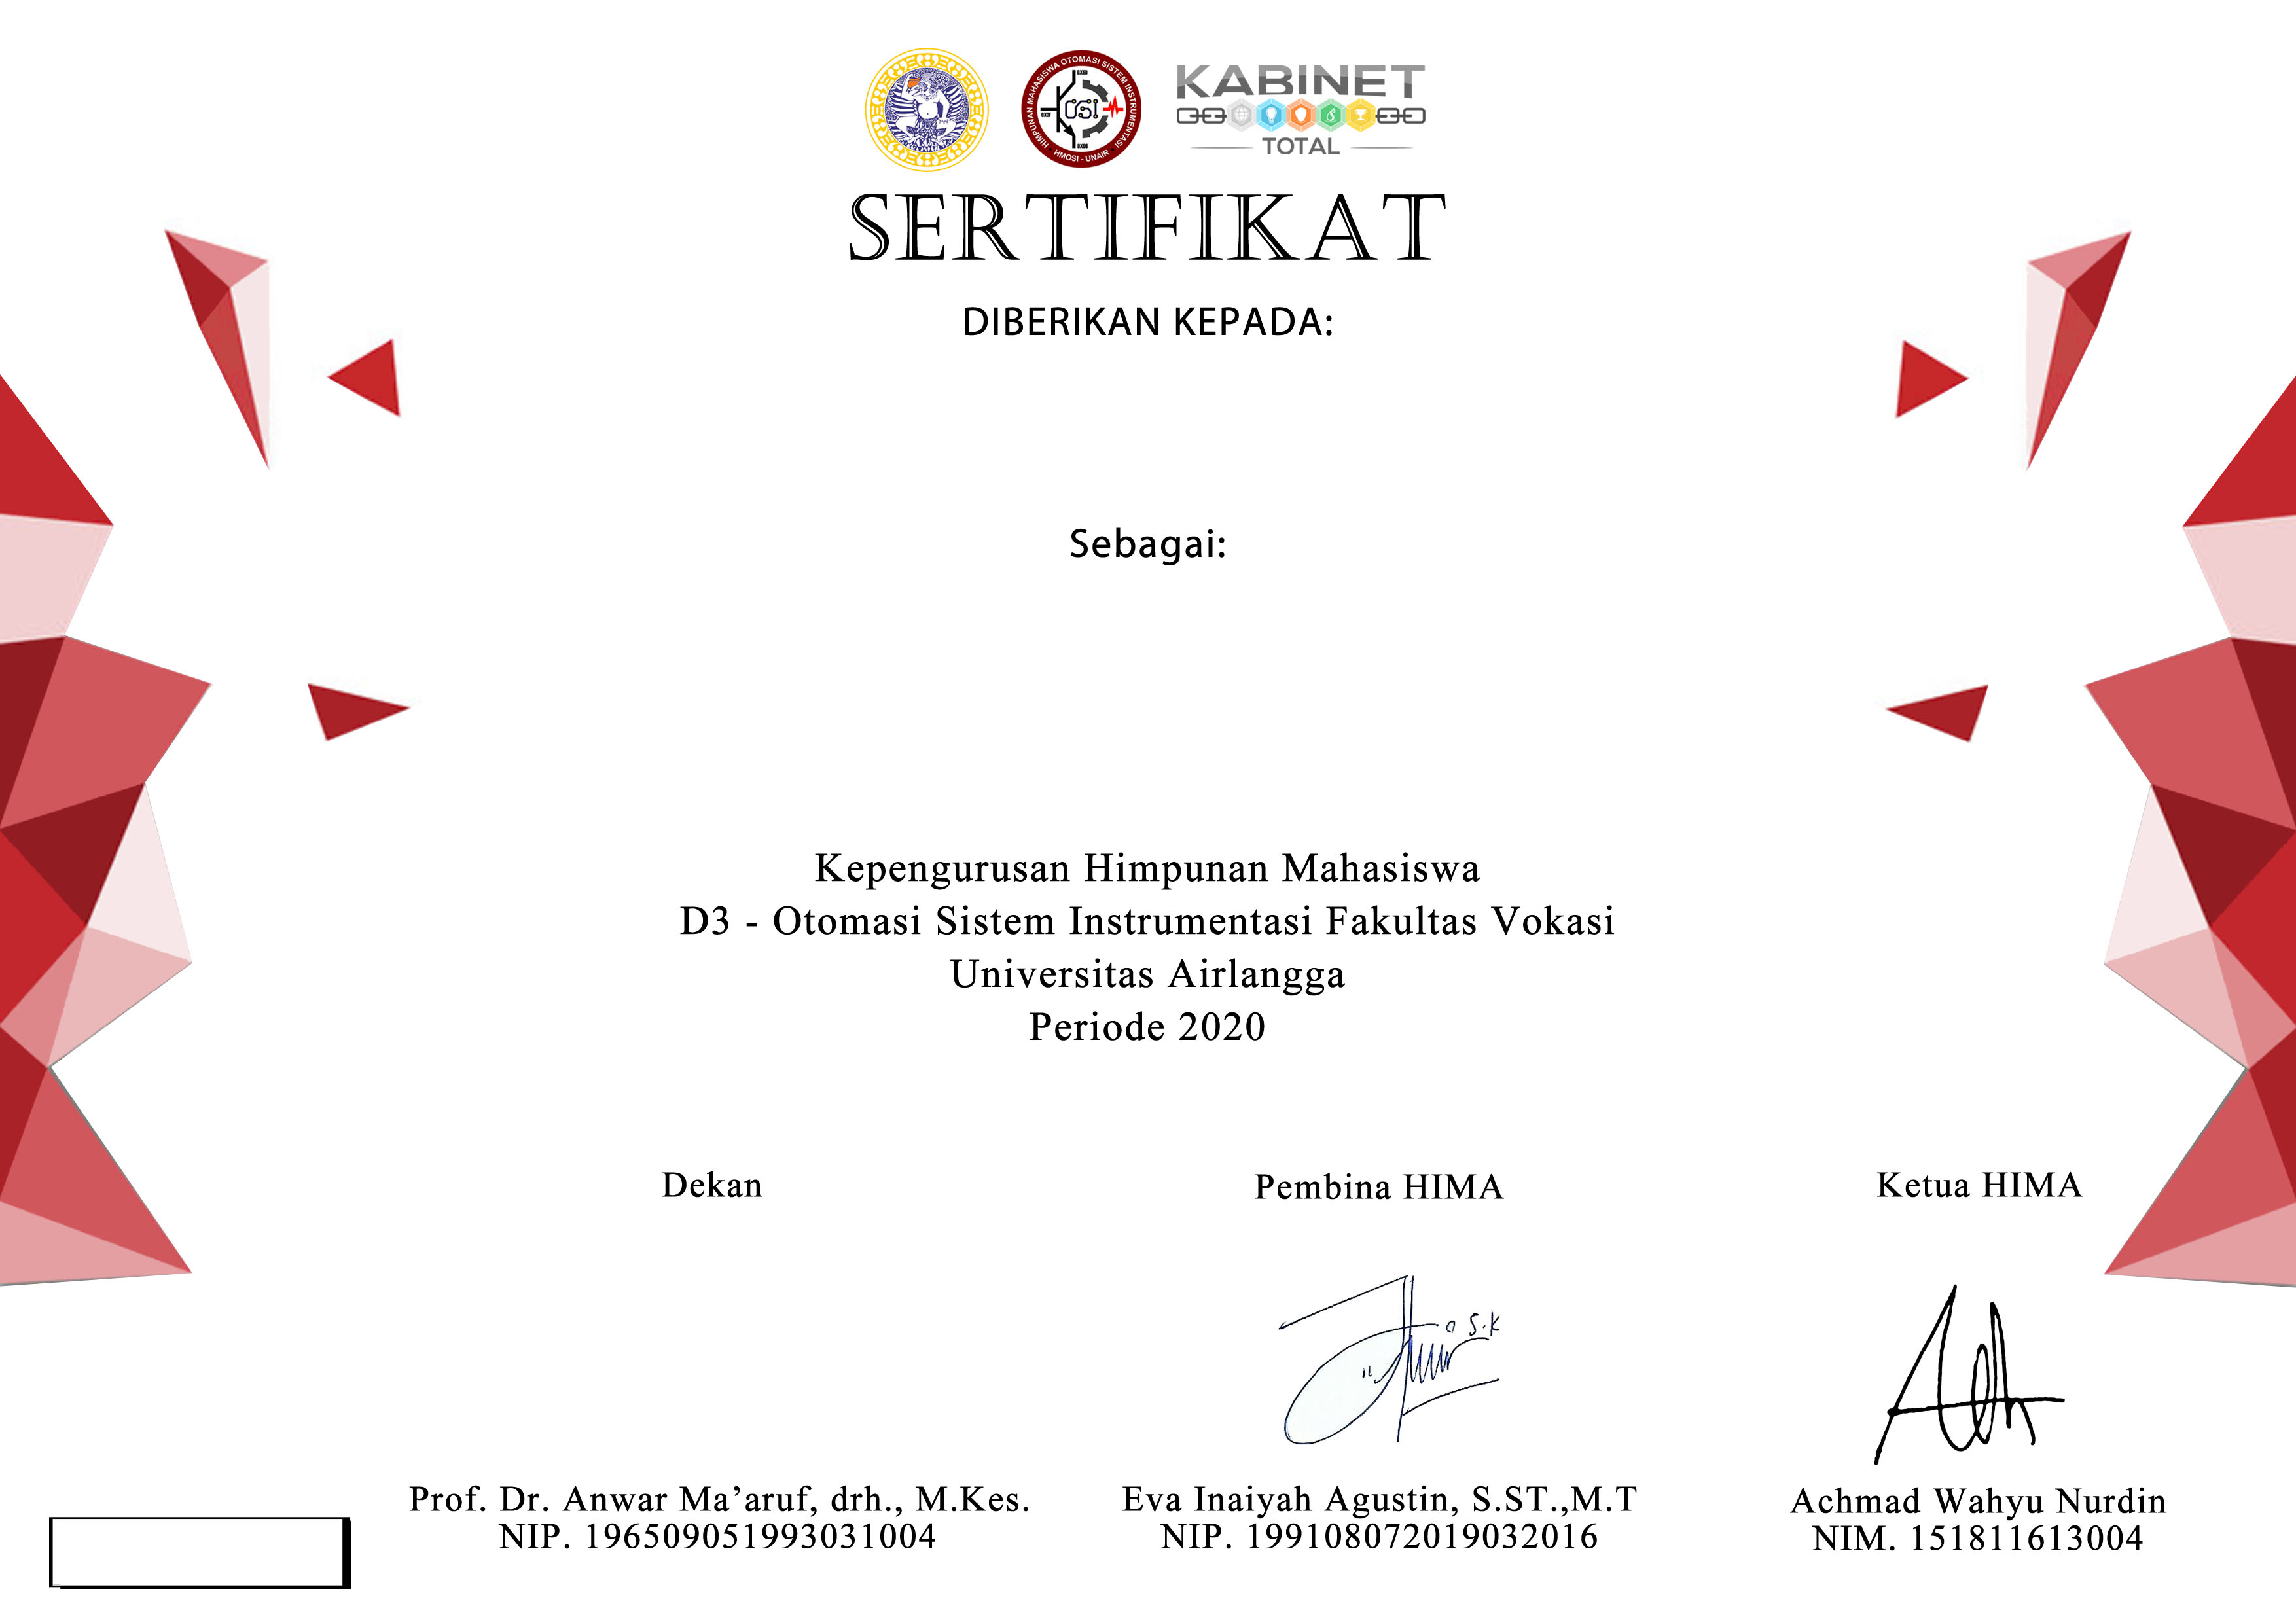 HIMPUNAN MAHASISWA OTOMASI SISTEM INSTRUMENTASI
HMOSI - UNAIR
OSI
KABINET
TOTAL
SERTIFIKAT
DIBERIKAN KEPADA:
Sebagai:
Kepengurusan Himpunan Mahasiswa
D3 - Otomasi Sistem Instrumentasi Fakultas Vokasi
Universitas Airlangga
Periode 2020
Dekan
Pembina HIMA
Ketua HIMA
S.K
Prof. Dr. Anwar Ma’aruf, drh., M.Kes.
NIP. 196509051993031004
Eva Inaiyah Agustin, S.ST.,M.T
NIP. 199108072019032016
Achmad Wahyu Nurdin
NIM. 151811613004